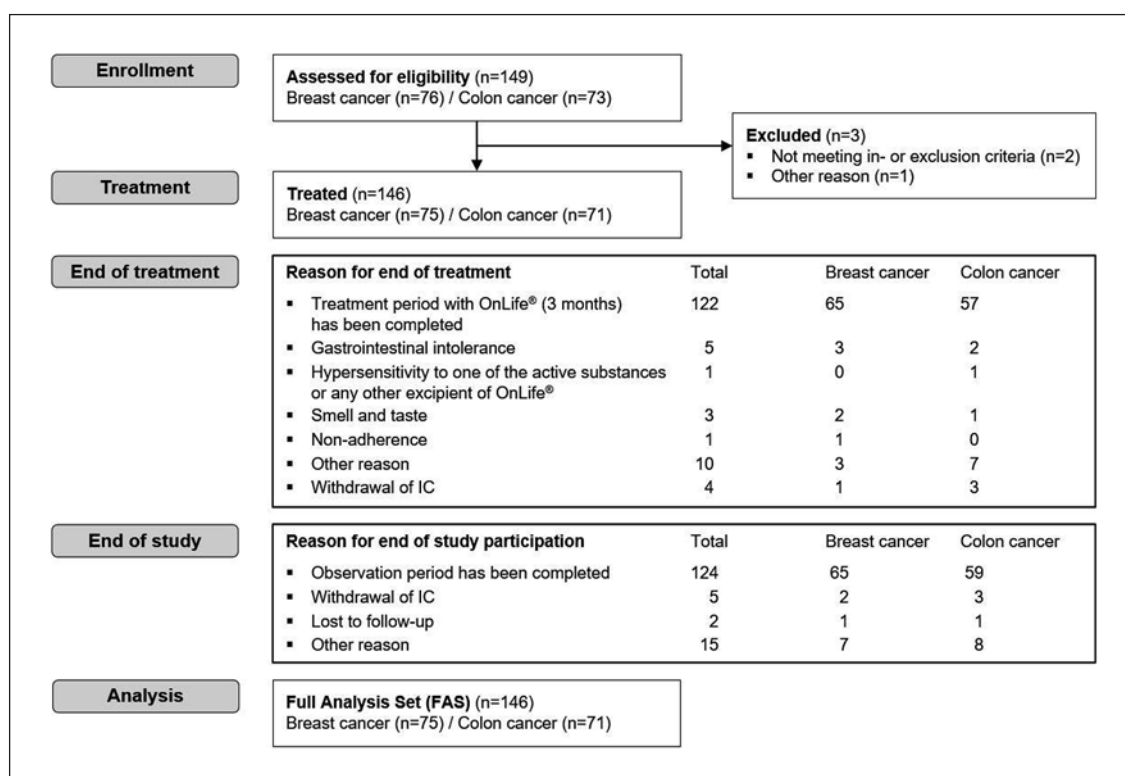 Enrollment
Assessed for eligibility (n=149)
Breast cancer (n=76) / Colon cancer (n=73)
Excluded (n=3)
▪ Not meeting in- or exclusion criteria (n=2)
▪ Other reason (n=1)
Treatment
Treated (n=146)
Breast cancer (n=75) / Colon cancer (n=71)
End of treatment
Reason for end of treatment Total Breast cancer Colon cancer
▪ Treatment period with OnLife® (3 months) 122 65 57
has been completed
▪ Gastrointestinal intolerance 5 3 2
▪ Hypersensitivity to one of the active substances 1 0 1
or any other excipient of OnLife®
▪ Smell and taste 3 2 1
▪ Non-adherence 1 1 0
▪ Other reason 10 3 7
▪ Withdrawal of IC 4 1 3
End of study
Reason for end of study participation Total Breast cancer Colon cancer
▪ Observation period has been completed 124 65 59
▪ Withdrawal of IC 5 2 3
▪ Lost to follow-up 2 1 1
▪ Other reason 15 7 8
Analysis
Full Analysis Set (FAS) (n=146)
Breast cancer (n=75) / Colon cancer (n=71)